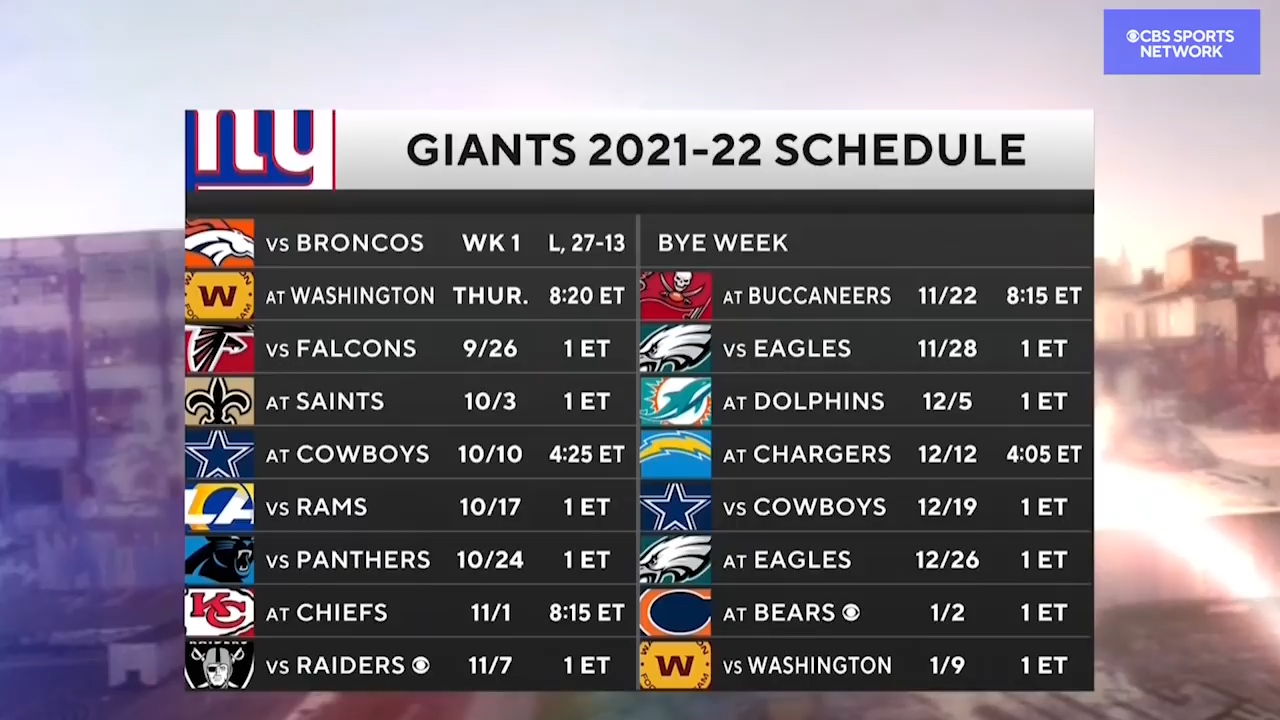 CBS SPORTS
NETWORK
ny
GIANTS 2021-22 SCHEDULE
VS BRONCOS WK 1 L, 27-13
AT WASHINGTON THUR. 8:20 ET
VS FALCONS 9/26 1 ET
AT SAINTS 10/3 1 ET
AT COWBOYS 10/10 4:25 ET
VS RAMS 10/17 1 ET
VS PANTHERS 10/24 1 ET
AT CHIEFS 11/1 8:15 ET
VS RAIDERS 11/7 1 ET
BYE WEEK
AT BUCCANEERS 11/22 8:15 ET
VS EAGLES 11/28 1 ET
AT DOLPHINS 12/5 1 ET
AT CHARGERS 12/12 4:05 ET
VS COWBOYS 12/19 1 ET
AT EAGLES 12/26 1 ET
AT BEARS 1/2 1 ET
VS WASHINGTON 1/9 1 ET
W
LA
KC
RAIDERS
W